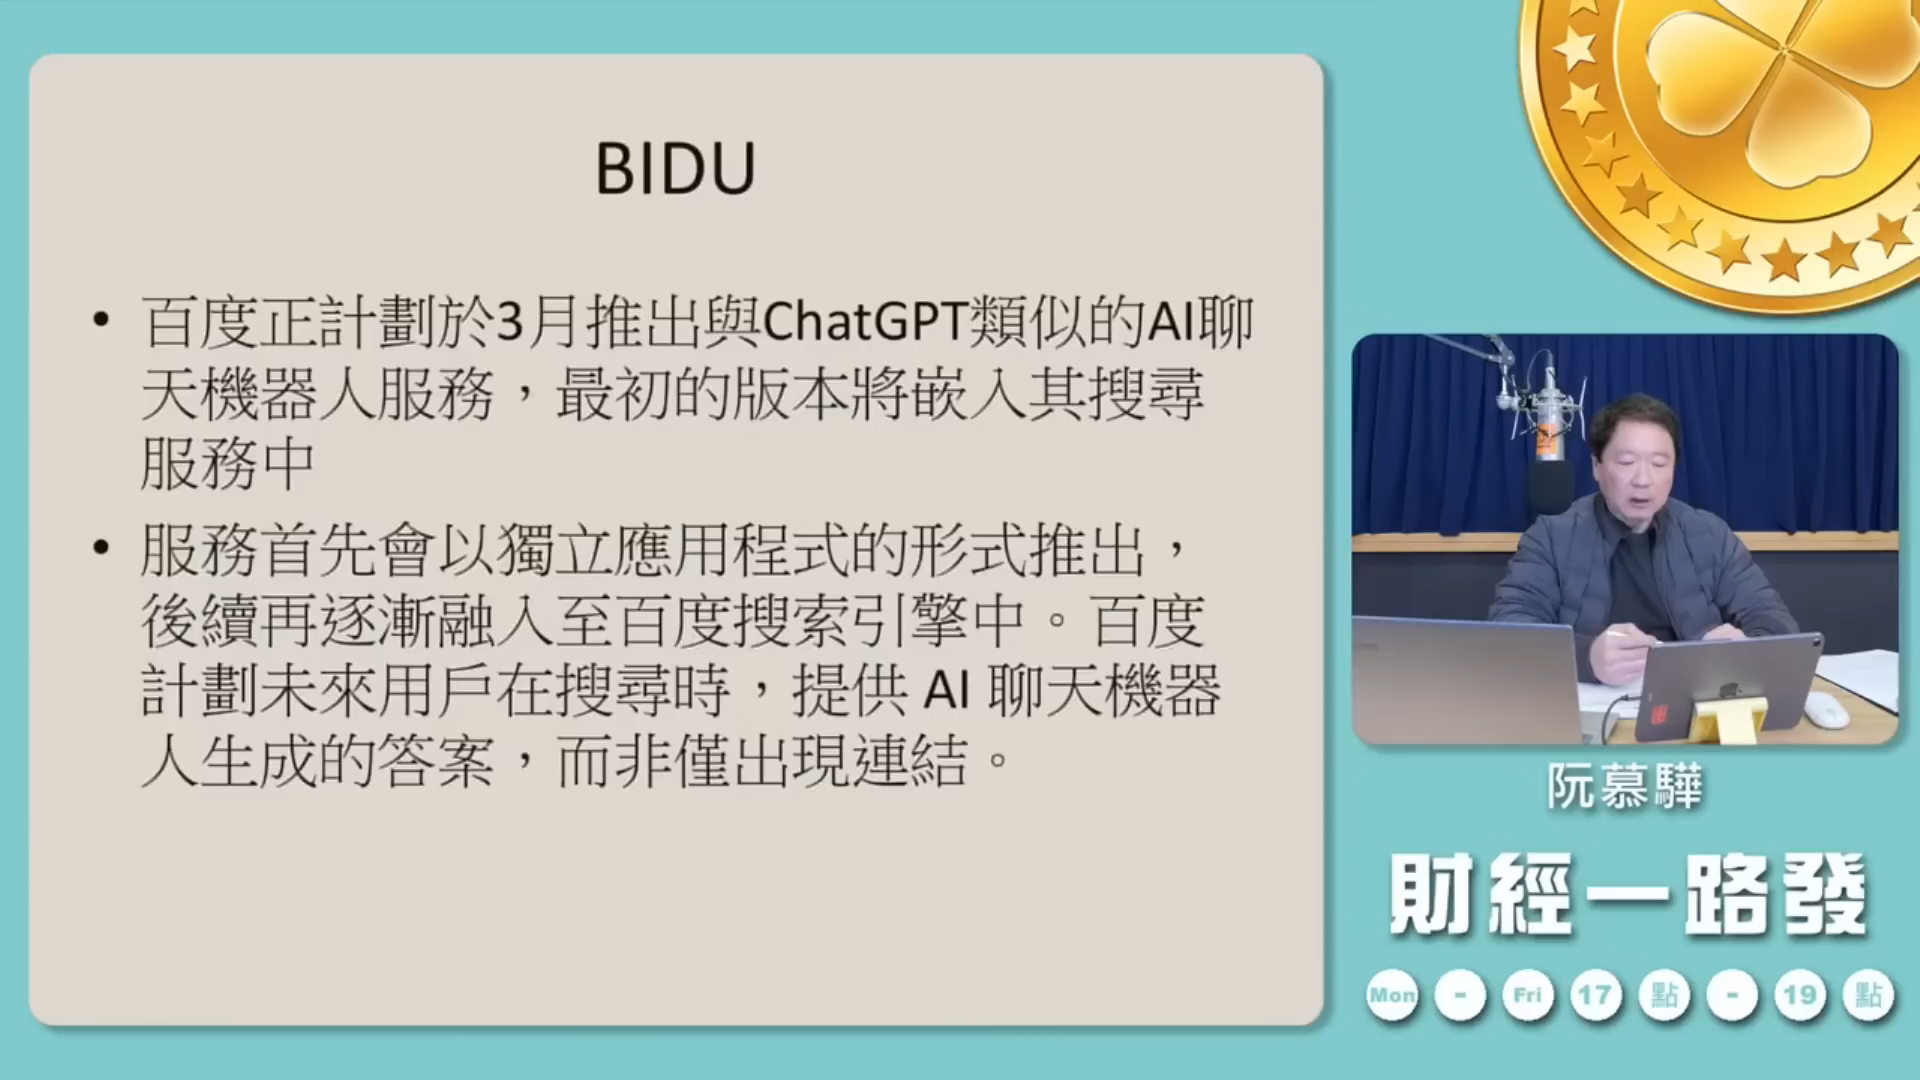 BIDU
• 百度正計劃於3月推出與ChatGPT類似的AI聊
天機器人服務，最初的版本將嵌入其搜尋
服務中
• 服務首先會以獨立應用程式的形式推出，
後續再逐漸融入至百度搜索引擎中。百度
計劃未來用戶在搜尋時，提供 AI 聊天機器
人生成的答案，而非僅出現連結。
阮慕驊
財經一路發
Mon - Fri 17 點 - 19 點